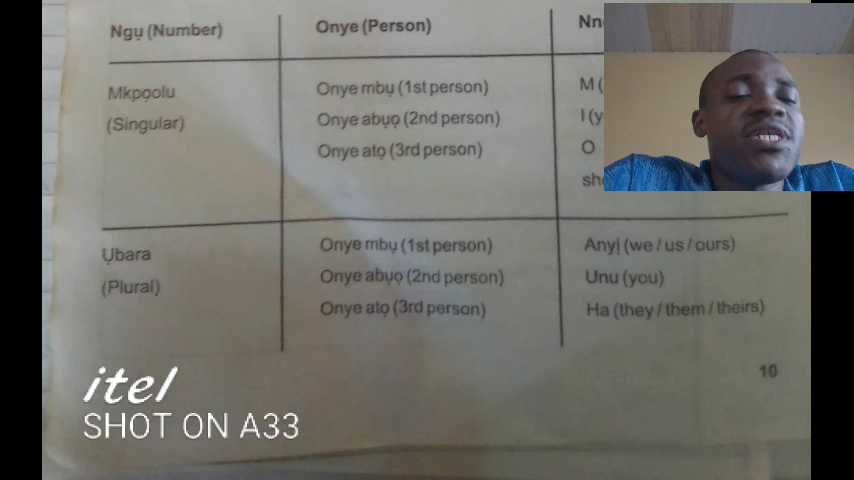 Ngụ (Number) Onye (Person)
Mkpọolu Onye mbụ (1st person) M
(Singular) Onye abụọ (2nd person) I
Onye atọ (3rd person) O
Ụbara Onye mbụ (1st person) Anyị (we / us / ours)
(Plural) Onye abụọ (2nd person) Unu (you)
Onye atọ (3rd person) Ha (they / them / theirs)
10
itel
SHOT ON A33